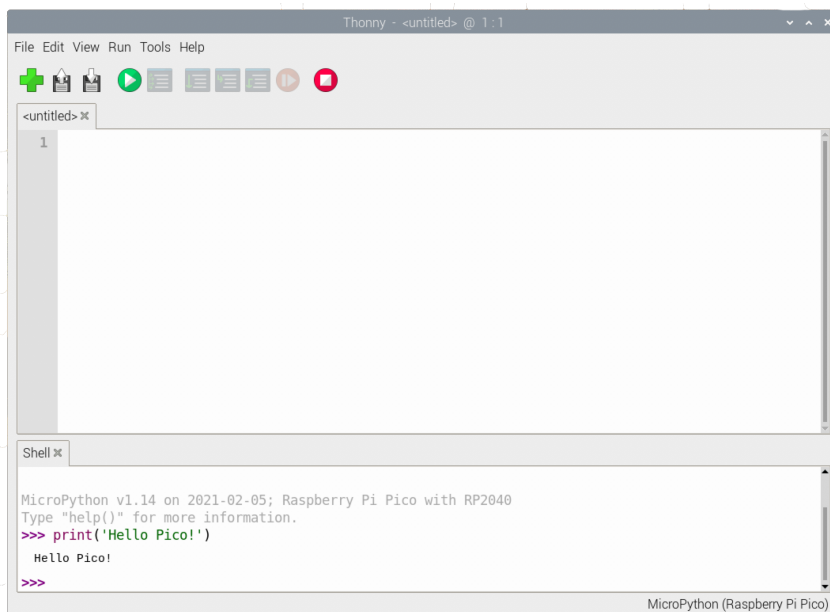 Thonny - <untitled> @ 1:1
File Edit View Run Tools Help
<untitled>
1
Shell
MicroPython v1.14 on 2021-02-05; Raspberry Pi Pico with RP2040
Type "help()" for more information.
>>> print('Hello Pico!')
Hello Pico!
>>>
MicroPython (Raspberry Pi Pico)